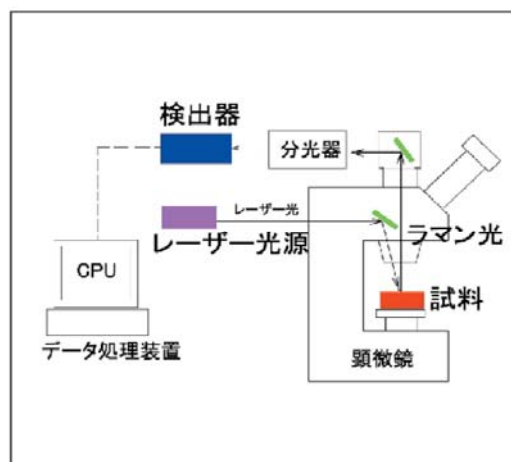 検出器
分光器
レーザー光
レーザー光源
ラマン光
CPU
試料
データ処理装置
顕微鏡